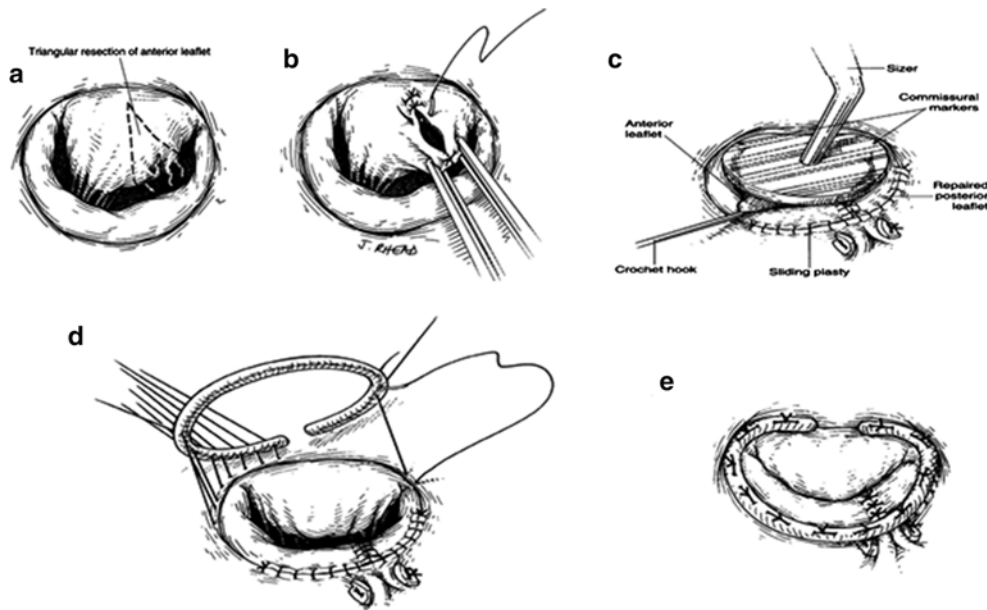 a
Triangular resection of anterior leaflet
b
J. RHEAD
c
Sizer
Commissural
markers
Anterior
leaflet
Repaired
posterior
leaflet
Crochet hook
Sliding plasty
d
e